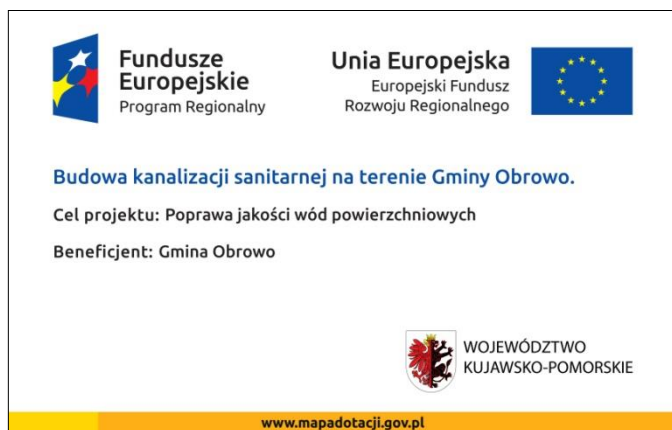 Fundusze
Europejskie
Program Regionalny
Unia Europejska
Europejski Fundusz
Rozwoju Regionalnego
Budowa kanalizacji sanitarnej na terenie Gminy Obrowo.
Cel projektu: Poprawa jakości wód powierzchniowych
Beneficjent: Gmina Obrowo
WOJEWÓDZTWO
KUJAWSKO-POMORSKIE
www.mapadotacji.gov.pl